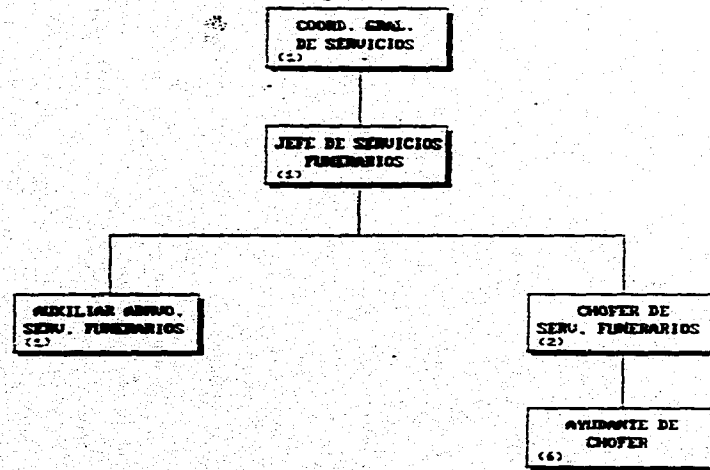 COORD. GRAL.
DE SERVICIOS
(1)
JEFE DE SERVICIOS
FUNERARIOS
(1)
AUXILIAR ADMVO.
SERV. FUNERARIOS
(1)
CHOFER DE
SERV. FUNERARIOS
(2)
AYUDANTE DE
CHOFER
(6)